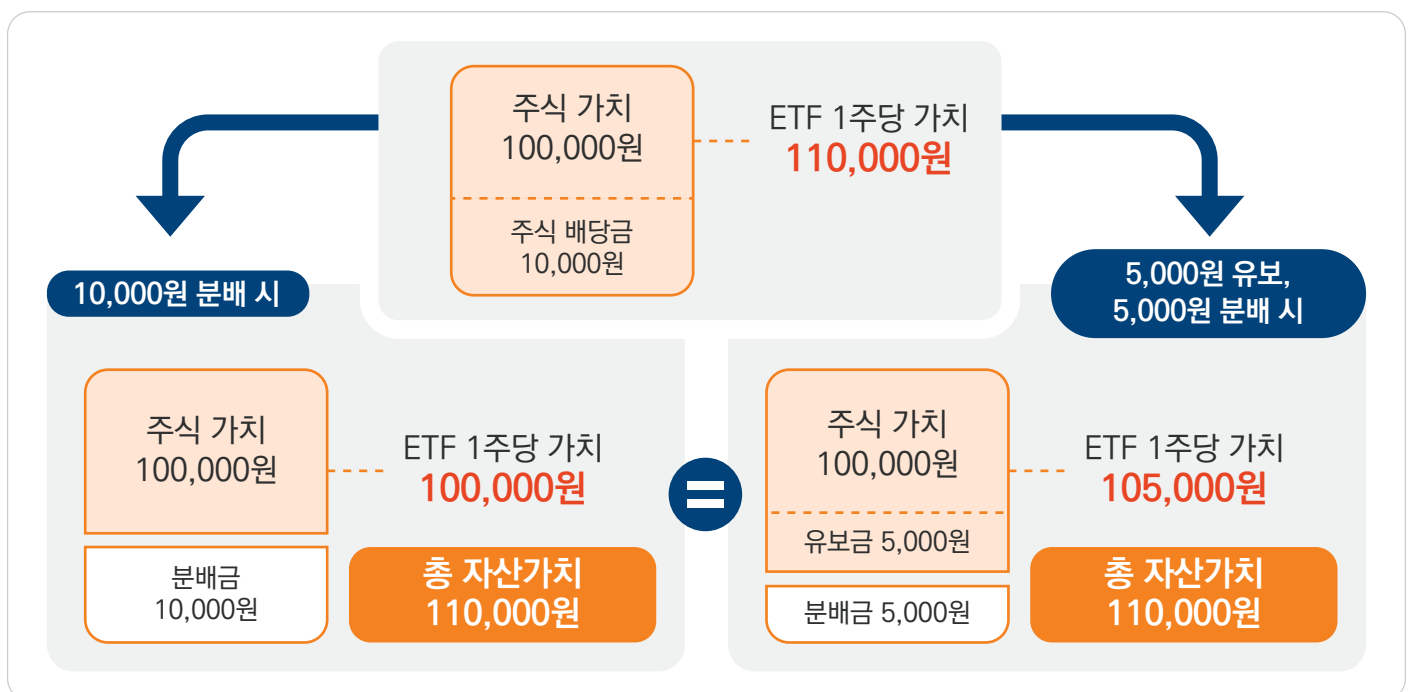 주식 가치
100,000원
주식 배당금
10,000원
ETF 1주당 가치
110,000원
10,000원 분배 시
주식 가치
100,000원
분배금
10,000원
ETF 1주당 가치
100,000원
총 자산가치
110,000원
=
5,000원 유보,
5,000원 분배 시
주식 가치
100,000원
유보금 5,000원
분배금 5,000원
ETF 1주당 가치
105,000원
총 자산가치
110,000원